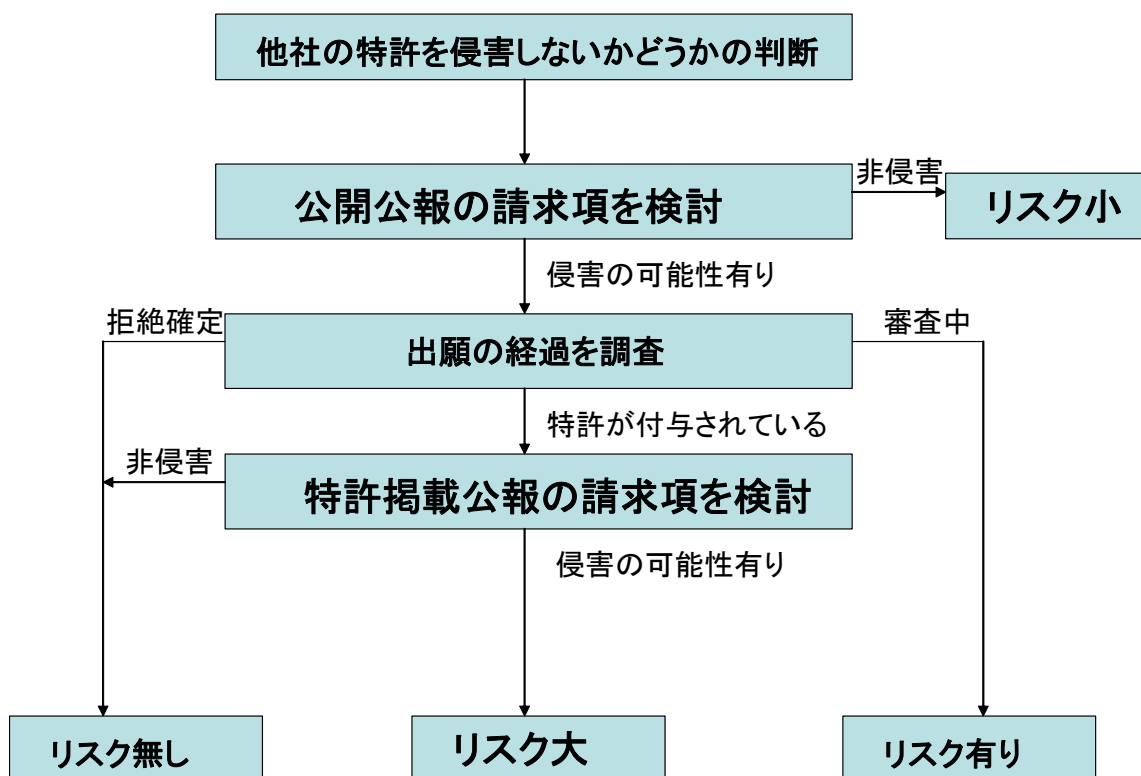 他社の特許を侵害しないかどうかの判断
非侵害
公開公報の請求項を検討
リスク小
侵害の可能性有り
拒絶確定
審査中
出願の経過を調査
特許が付与されている
非侵害
特許掲載公報の請求項を検討
侵害の可能性有り
リスク無し
リスク大
リスク有り